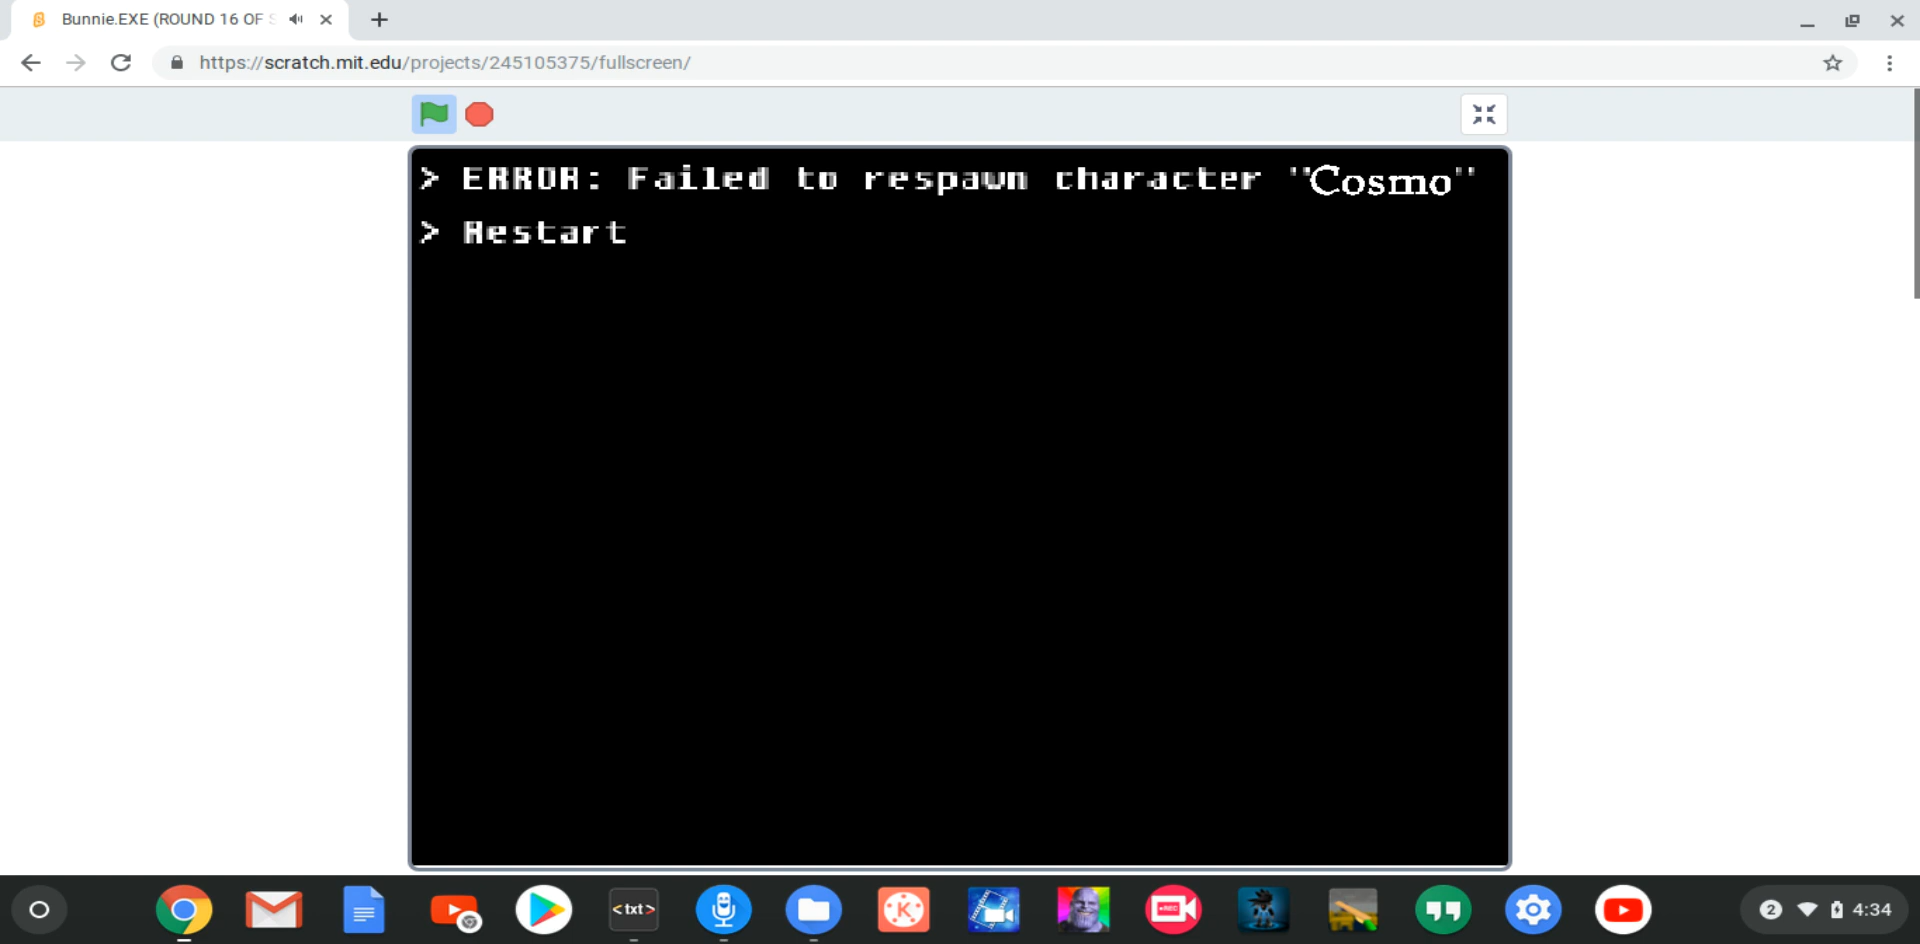 Bunnie.EXE (ROUND 16 OF
https://scratch.mit.edu/projects/245105375/fullscreen/
> ERROR: Failed to respawn character "Cosmo"
> Restart
<txt>
K
REC
2
4:34